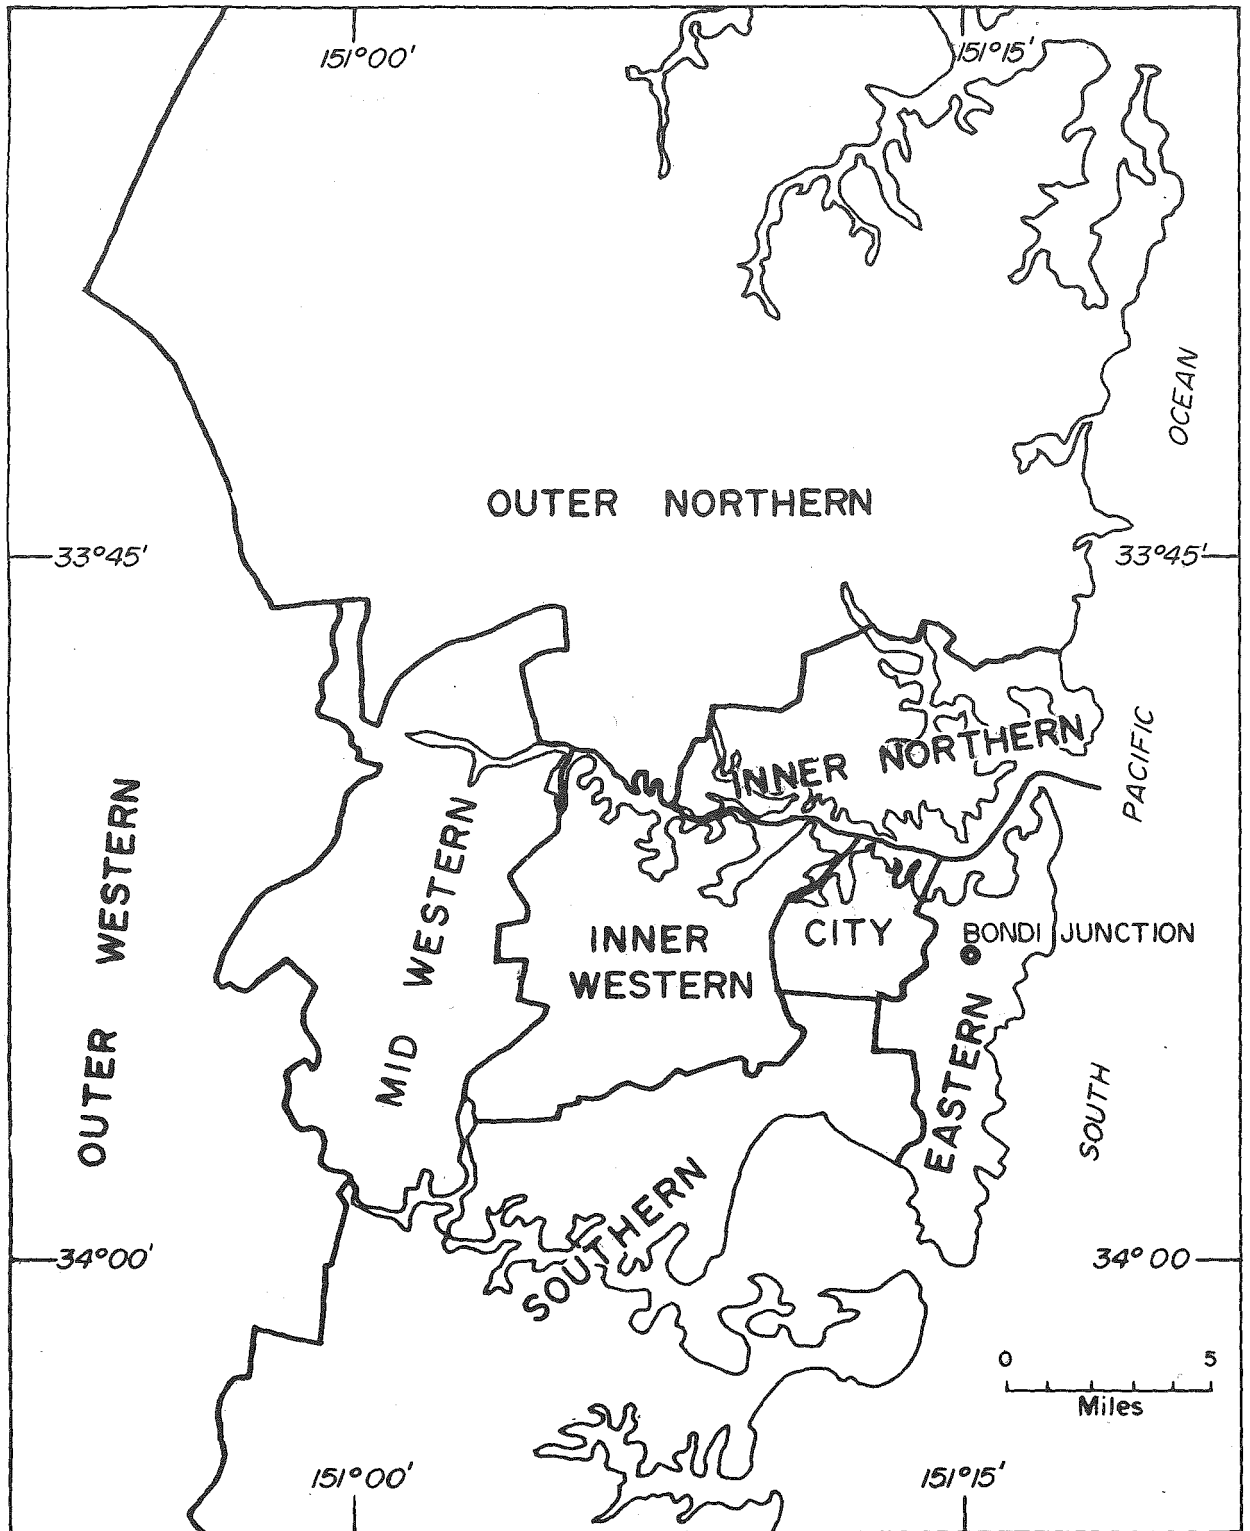 151°00'
151°15'
OCEAN
OUTER NORTHERN
33°45'
33°45'
INNER NORTHERN
PACIFIC
OUTER WESTERN
MID WESTERN
INNER
WESTERN
CITY
BONDI JUNCTION
EASTERN
SOUTH
SOUTHERN
34°00'
34°00
0 5
Miles
151°00'
151°15'